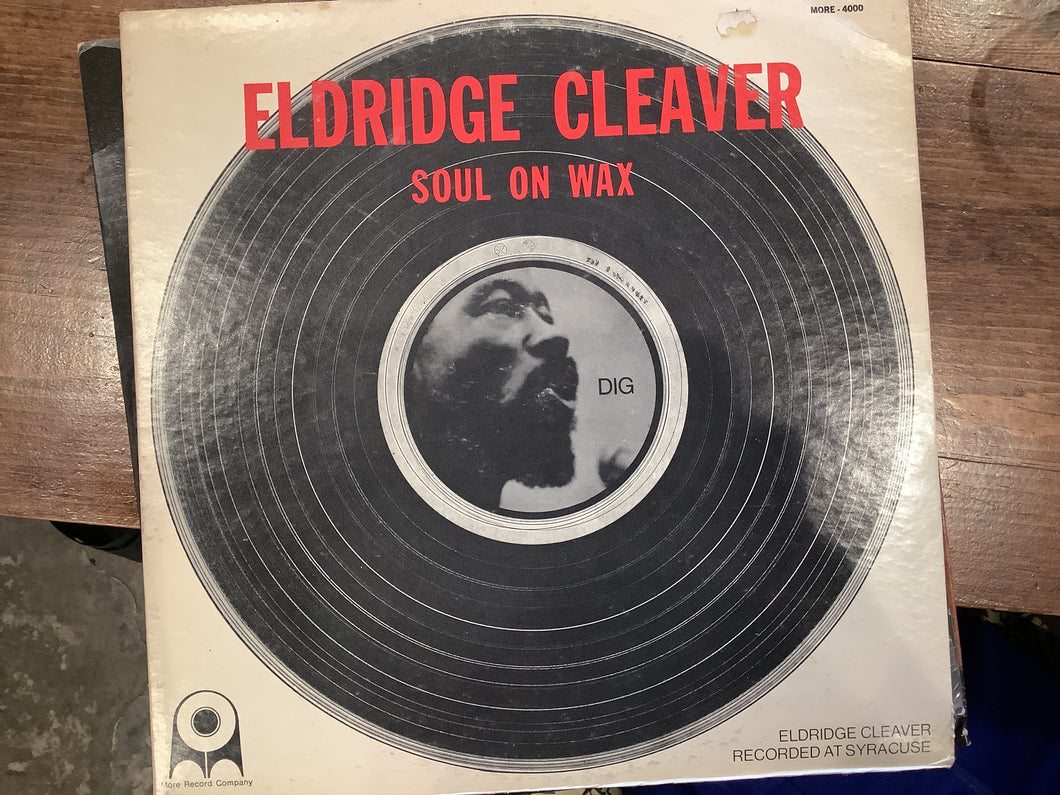 MORE - 4000
ELDRIDGE CLEAVER
SOUL ON WAX
DIG
ELDRIDGE CLEAVER
RECORDED AT SYRACUSE
More Record Company